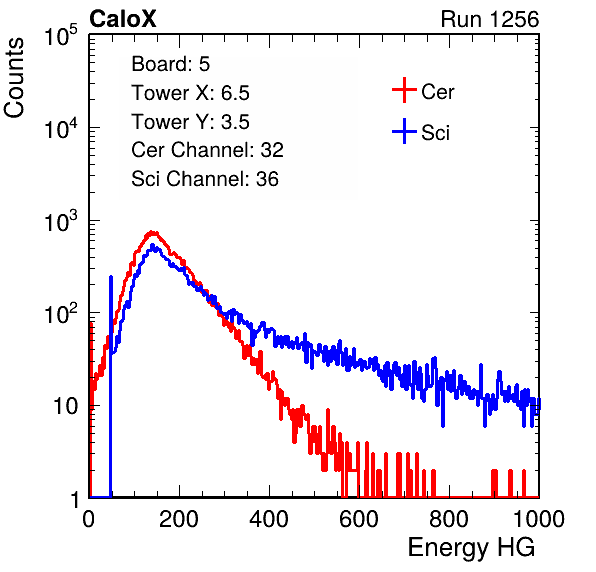 CaloX Run 1256
Counts
Board: 5
Tower X: 6.5
Tower Y: 3.5
Cer Channel: 32
Sci Channel: 36
Cer
Sci
10^5
10^4
10^3
10^2
10
1
0 200 400 600 800 1000
Energy HG